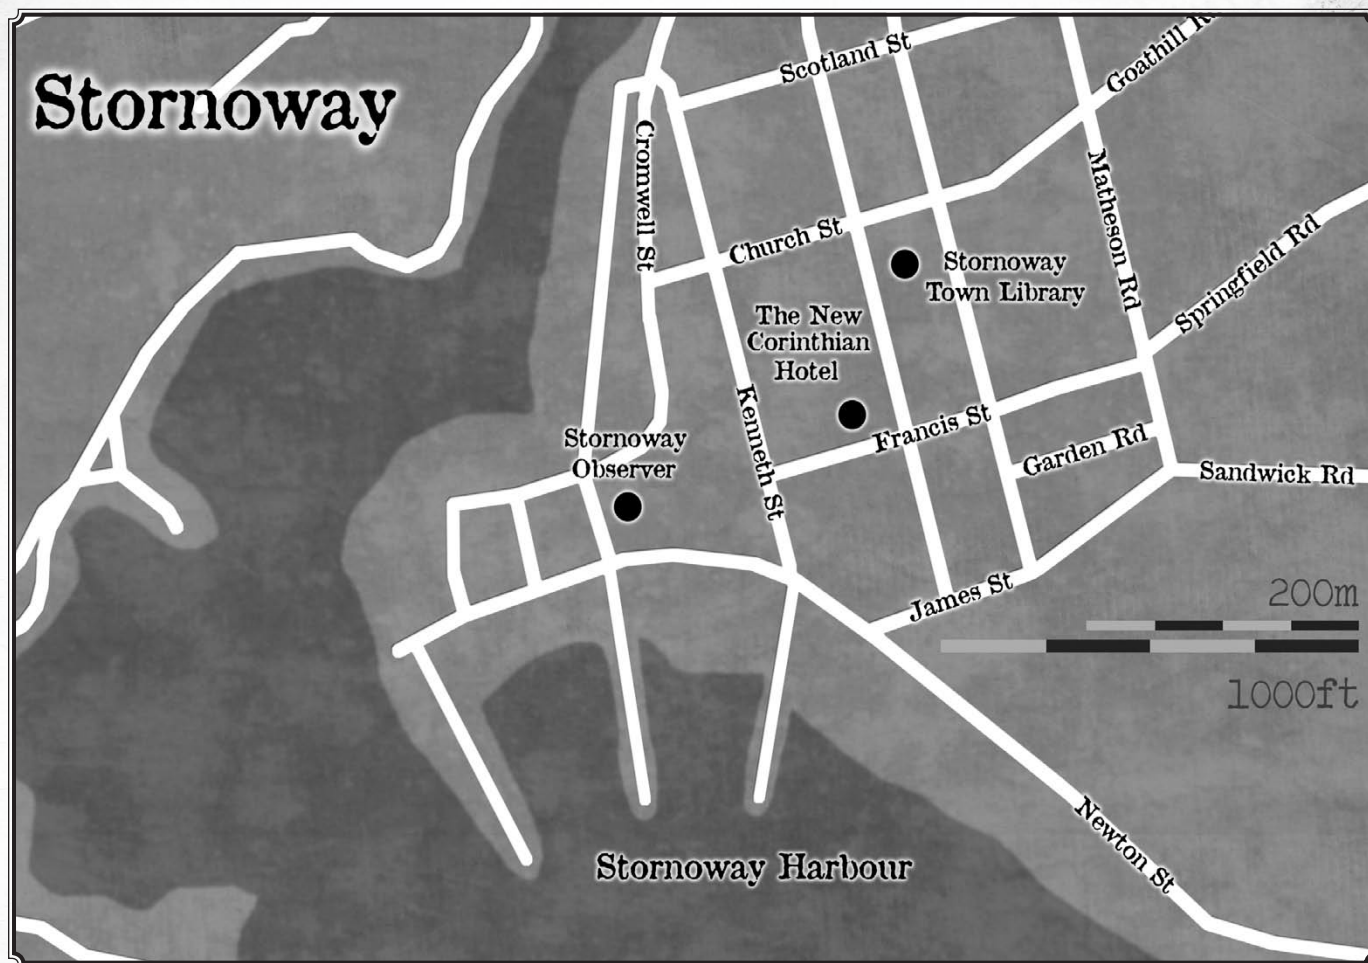 Stornoway
Scotland St
Goathill Rd
Cromwell St
Matheson Rd
Church St
Springfield Rd
Stornoway
Town Library
The New
Corinthian
Hotel
Kenneth St
Francis St
Stornoway
Observer
Garden Rd
Sandwick Rd
James St
200m
1000ft
Newton St
Stornoway Harbour